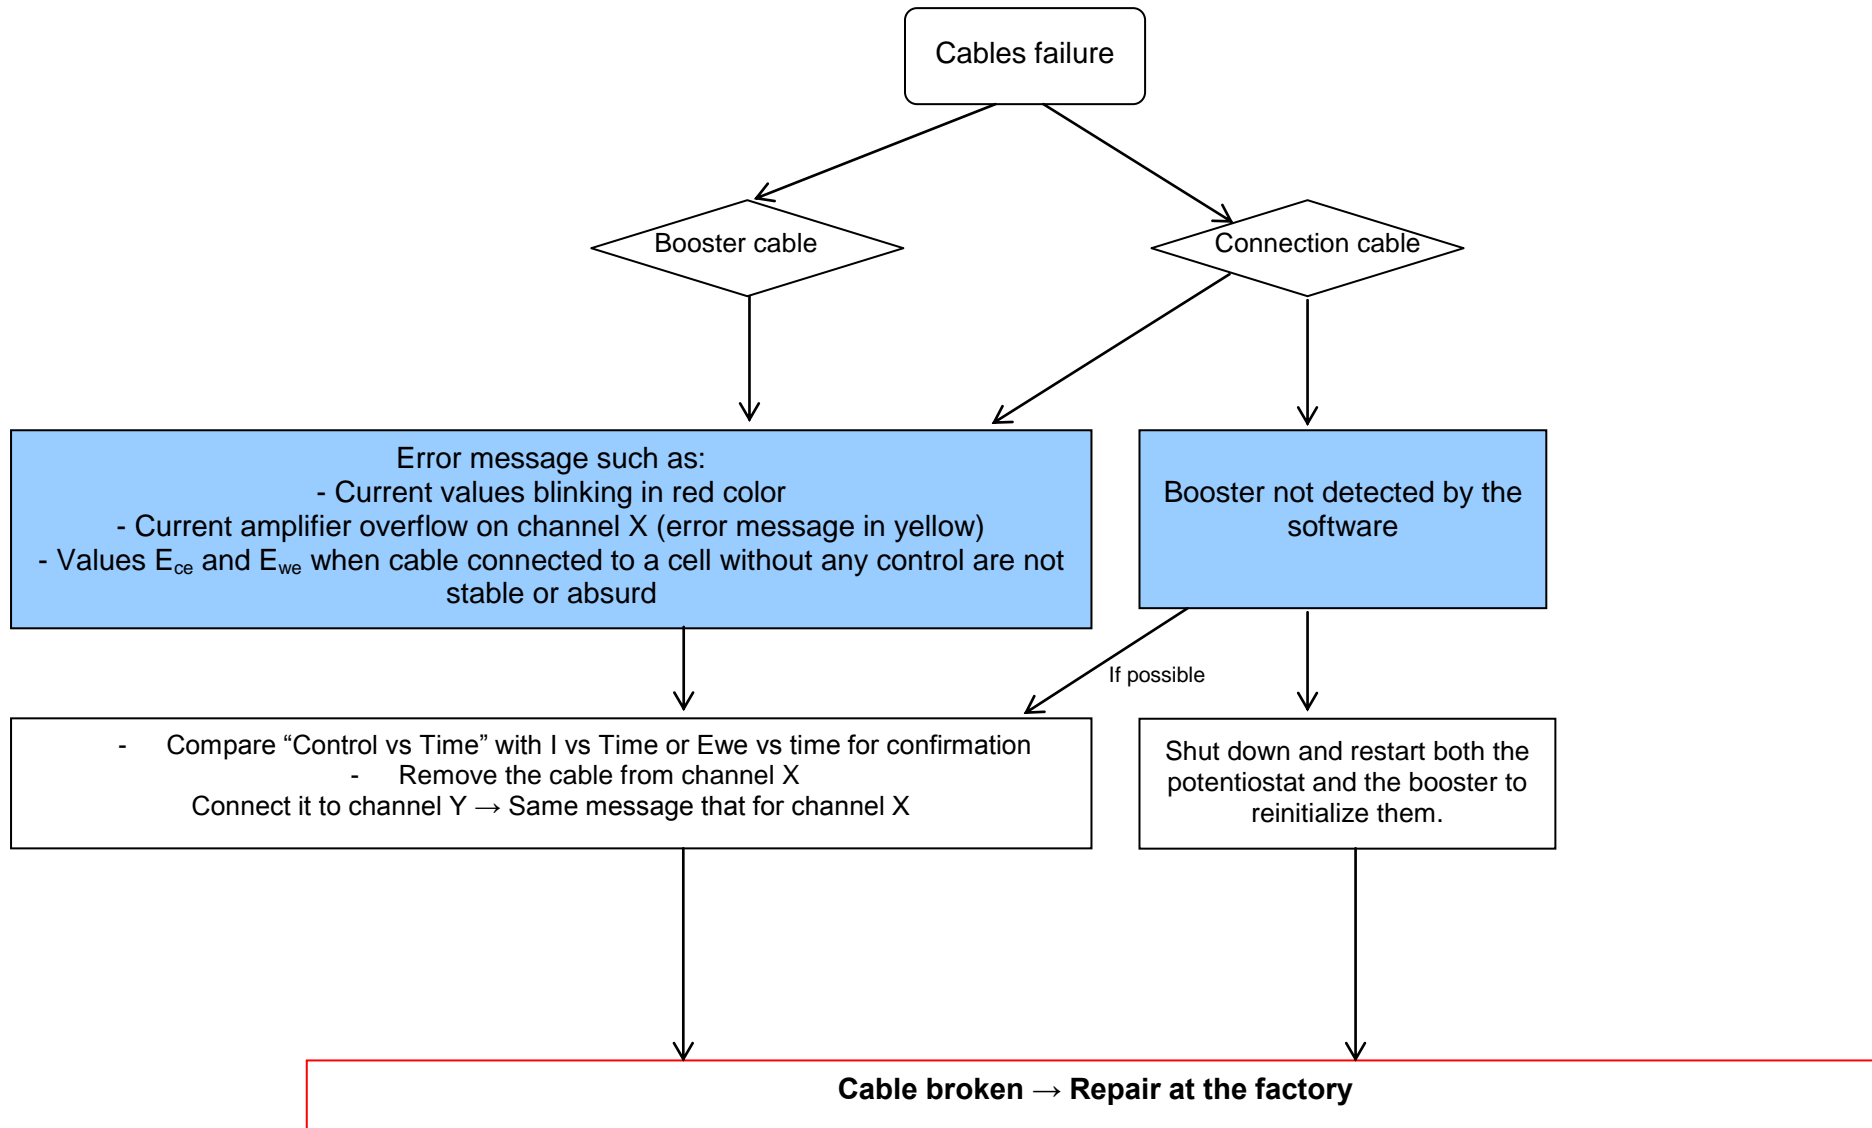 Cables failure
Booster cable
Connection cable
Error message such as:
- Current values blinking in red color
- Current amplifier overflow on channel X (error message in yellow)
- Values Ece and Ewe when cable connected to a cell without any control are not
stable or absurd
Booster not detected by the
software
If possible
- Compare “Control vs Time” with I vs Time or Ewe vs time for confirmation
- Remove the cable from channel X
Connect it to channel Y → Same message that for channel X
Shut down and restart both the
potentiostat and the booster to
reinitialize them.
Cable broken → Repair at the factory